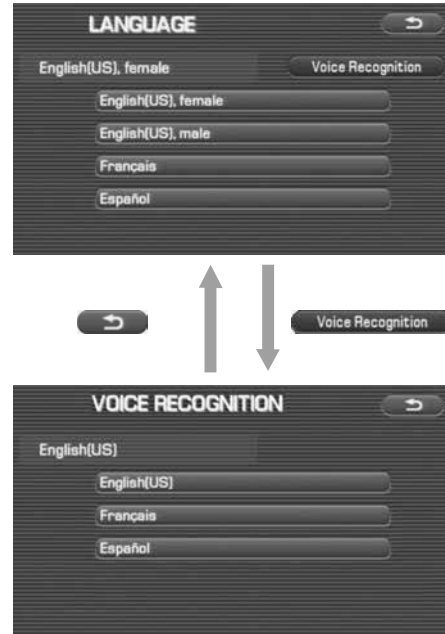 LANGUAGE
English(US), female Voice Recognition
English(US), female
English(US), male
Français
Español
Voice Recognition
VOICE RECOGNITION
English(US)
English(US)
Français
Español